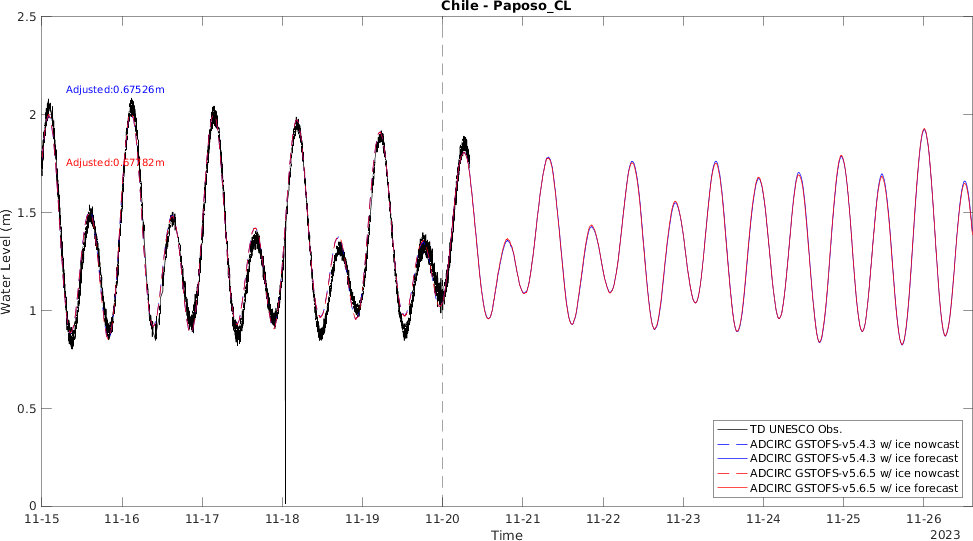 Chile - Paposo_CL
2.5
2
1.5
1
0.5
0
Water Level (m)
Adjusted:0.67526m
Adjusted:0.67782m
TD UNESCO Obs.
ADCIRC GSTOFS-v5.4.3 w/ ice nowcast
ADCIRC GSTOFS-v5.4.3 w/ ice forecast
ADCIRC GSTOFS-v5.6.5 w/ ice nowcast
ADCIRC GSTOFS-v5.6.5 w/ ice forecast
11-15 11-16 11-17 11-18 11-19 11-20 11-21 11-22 11-23 11-24 11-25 11-26
2023
Time